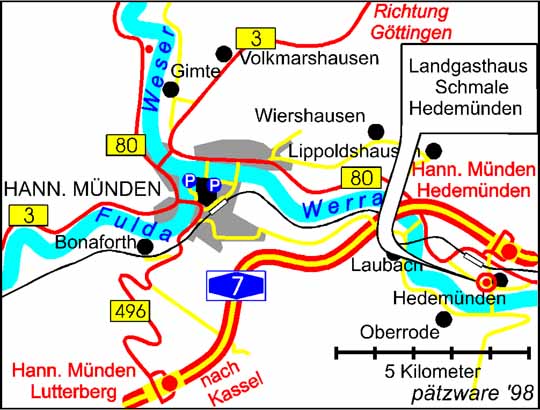 Richtung
Göttingen
3
Volkmarshausen
Gimte
Weser
Landgasthaus
Schmale
Hedemünden
Wiershausen
Lippoldshausen
80
80
Hann. Münden
Hedemünden
P
P
HANN. MÜNDEN
3
Fulda
Werra
Bonaforth
Laubach
7
Hedemünden
496
Oberrode
Hann. Münden
Lutterberg
nach
Kassel
5 Kilometer
pätzware '98